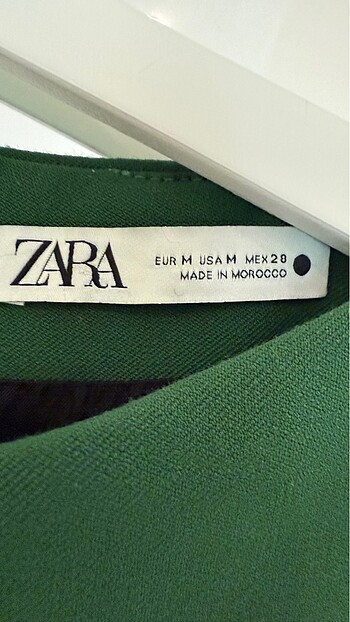 ZARA
EUR M USA M MEX 28
MADE IN MOROCCO